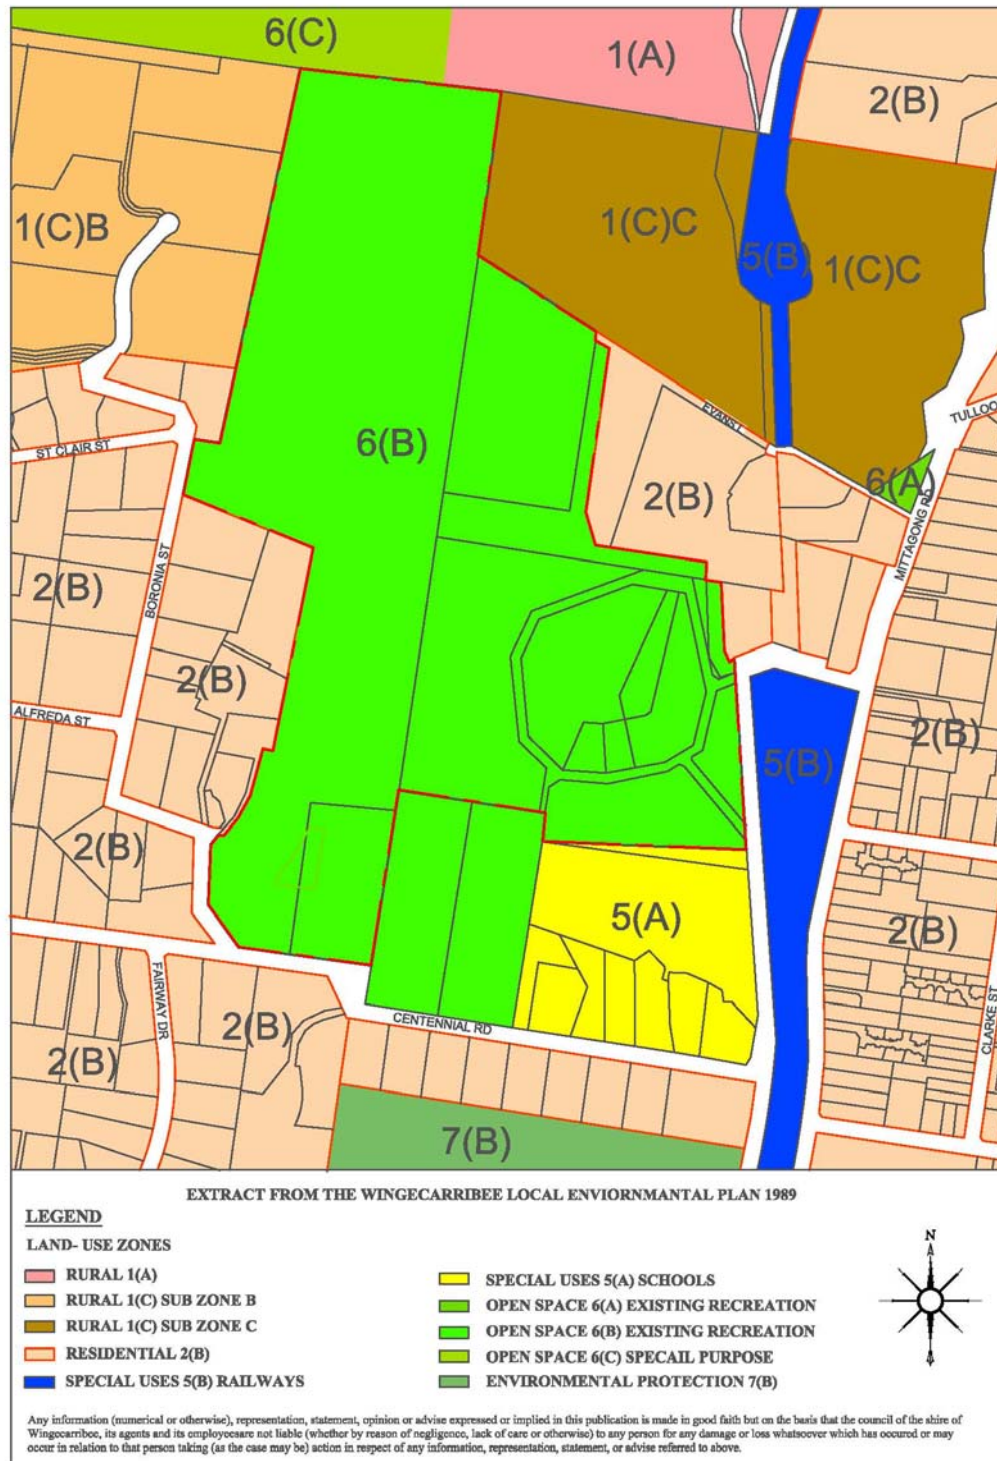 6(C)
1(A)
2(B)
1(C)B
1(C)C
5(B)
1(C)C
ST CLAIR ST
6(B)
EVANS L
TULLOO
2(B)
6(A)
MITTAGONG RD
2(B)
BORONIA ST
2(B)
ALFREDA ST
2(B)
5(B)
2(B)
5(A)
2(B)
FAIRWAY DR
2(B)
CENTENNIAL RD
CLARKE ST
2(B)
7(B)
EXTRACT FROM THE WINGECARRIBEE LOCAL ENVIORNMANTAL PLAN 1989
LEGEND
LAND- USE ZONES
RURAL 1(A)
RURAL 1(C) SUB ZONE B
RURAL 1(C) SUB ZONE C
RESIDENTIAL 2(B)
SPECIAL USES 5(B) RAILWAYS
SPECIAL USES 5(A) SCHOOLS
OPEN SPACE 6(A) EXISTING RECREATION
OPEN SPACE 6(B) EXISTING RECREATION
OPEN SPACE 6(C) SPECAIL PURPOSE
ENVIRONMENTAL PROTECTION 7(B)
N
Any information (numerical or otherwise), representation, statement, opinion or advise expressed or implied in this publication is made in good faith but on the basis that the council of the shire of
Wingecarribee, its agents and its employeesare not liable (whether by reason of negligence, lack of care or otherwise) to any person for any damage or loss whatsoever which has occured or may
occur in relation to that person taking (as the case may be) action in respect of any information, representation, statement, or advise referred to above.